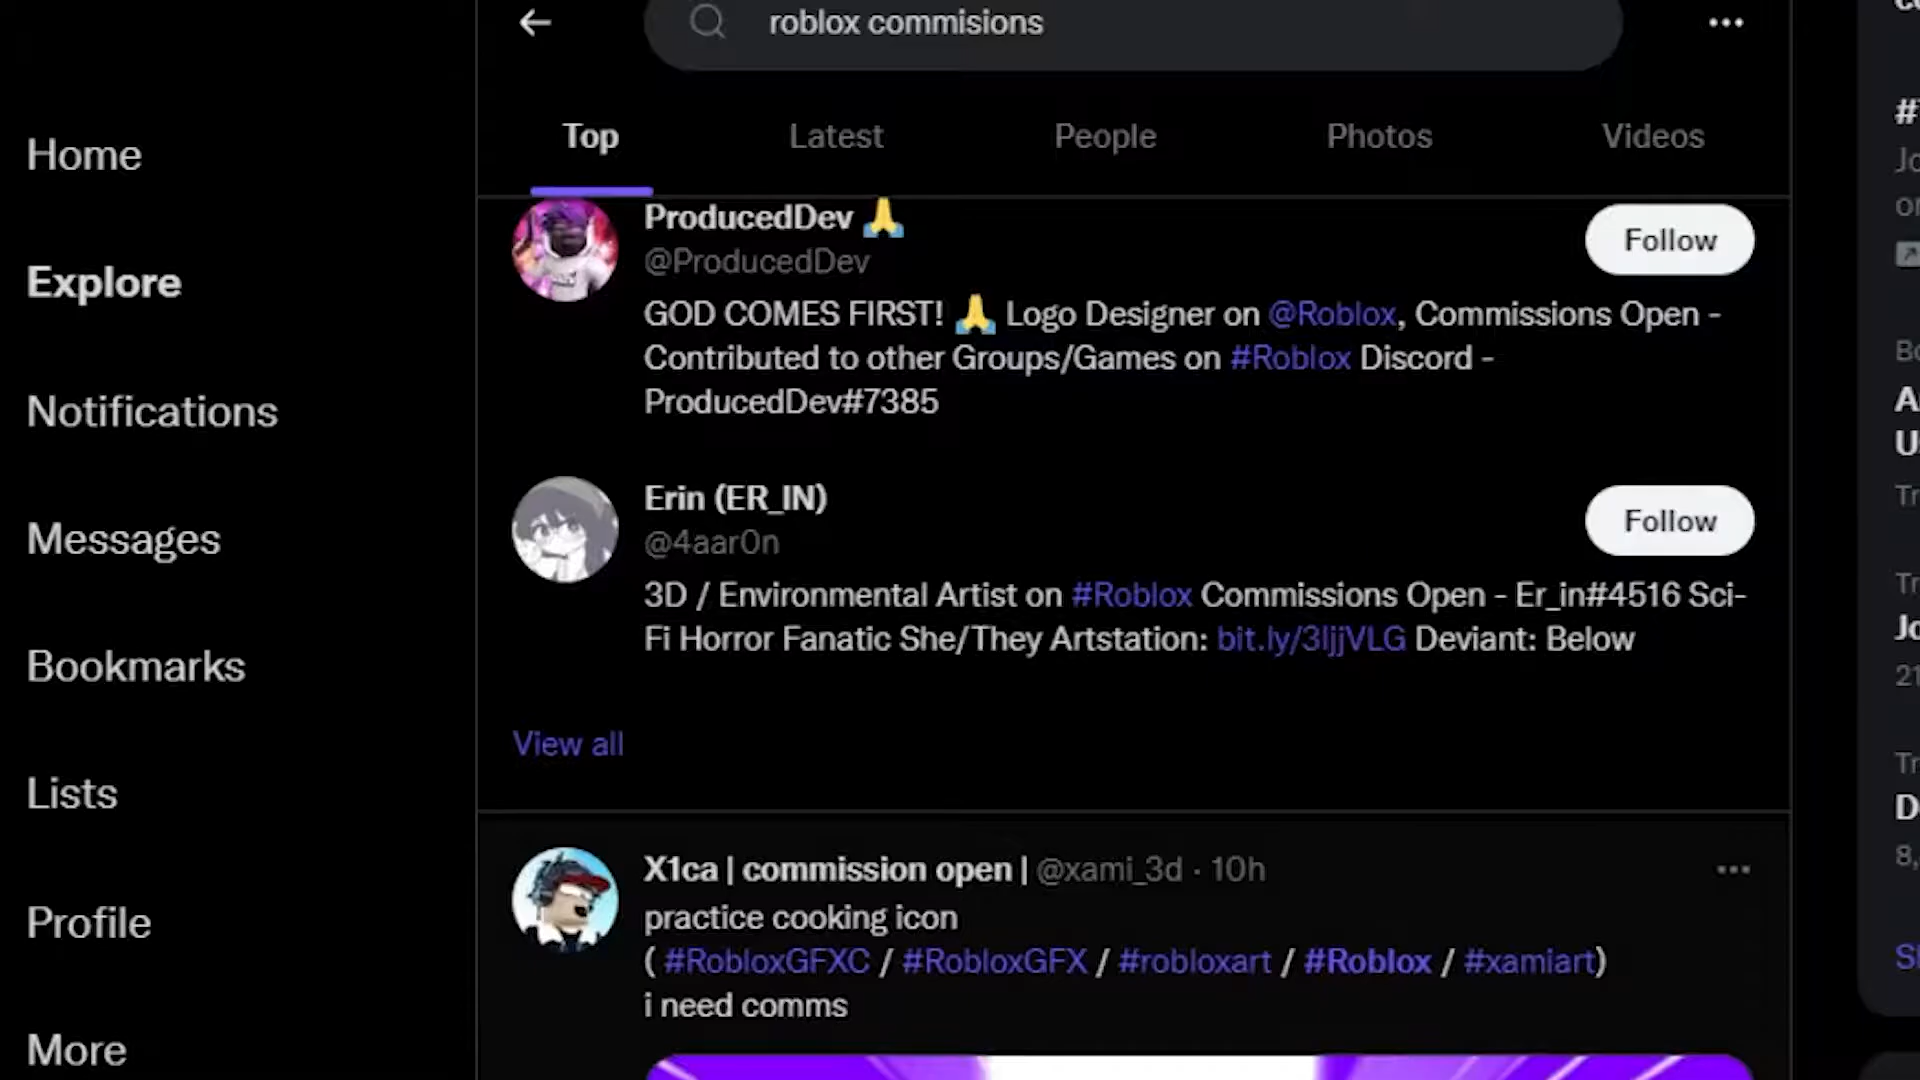 roblox commisions
Top Latest People Photos Videos
Home
Explore
Notifications
Messages
Bookmarks
Lists
Profile
More
ProducedDev 🙏
@ProducedDev
Follow
GOD COMES FIRST! 🙏 Logo Designer on @Roblox, Commissions Open -
Contributed to other Groups/Games on #Roblox Discord -
ProducedDev#7385
Erin (ER_IN)
@4aar0n
Follow
3D / Environmental Artist on #Roblox Commissions Open - Er_in#4516 Sci-
Fi Horror Fanatic She/They Artstation: bit.ly/3ljjVLG Deviant: Below
View all
X1ca | commission open | @xami_3d · 10h
practice cooking icon
( #RobloxGFXC / #RobloxGFX / #robloxart / #Roblox / #xamiart)
i need comms